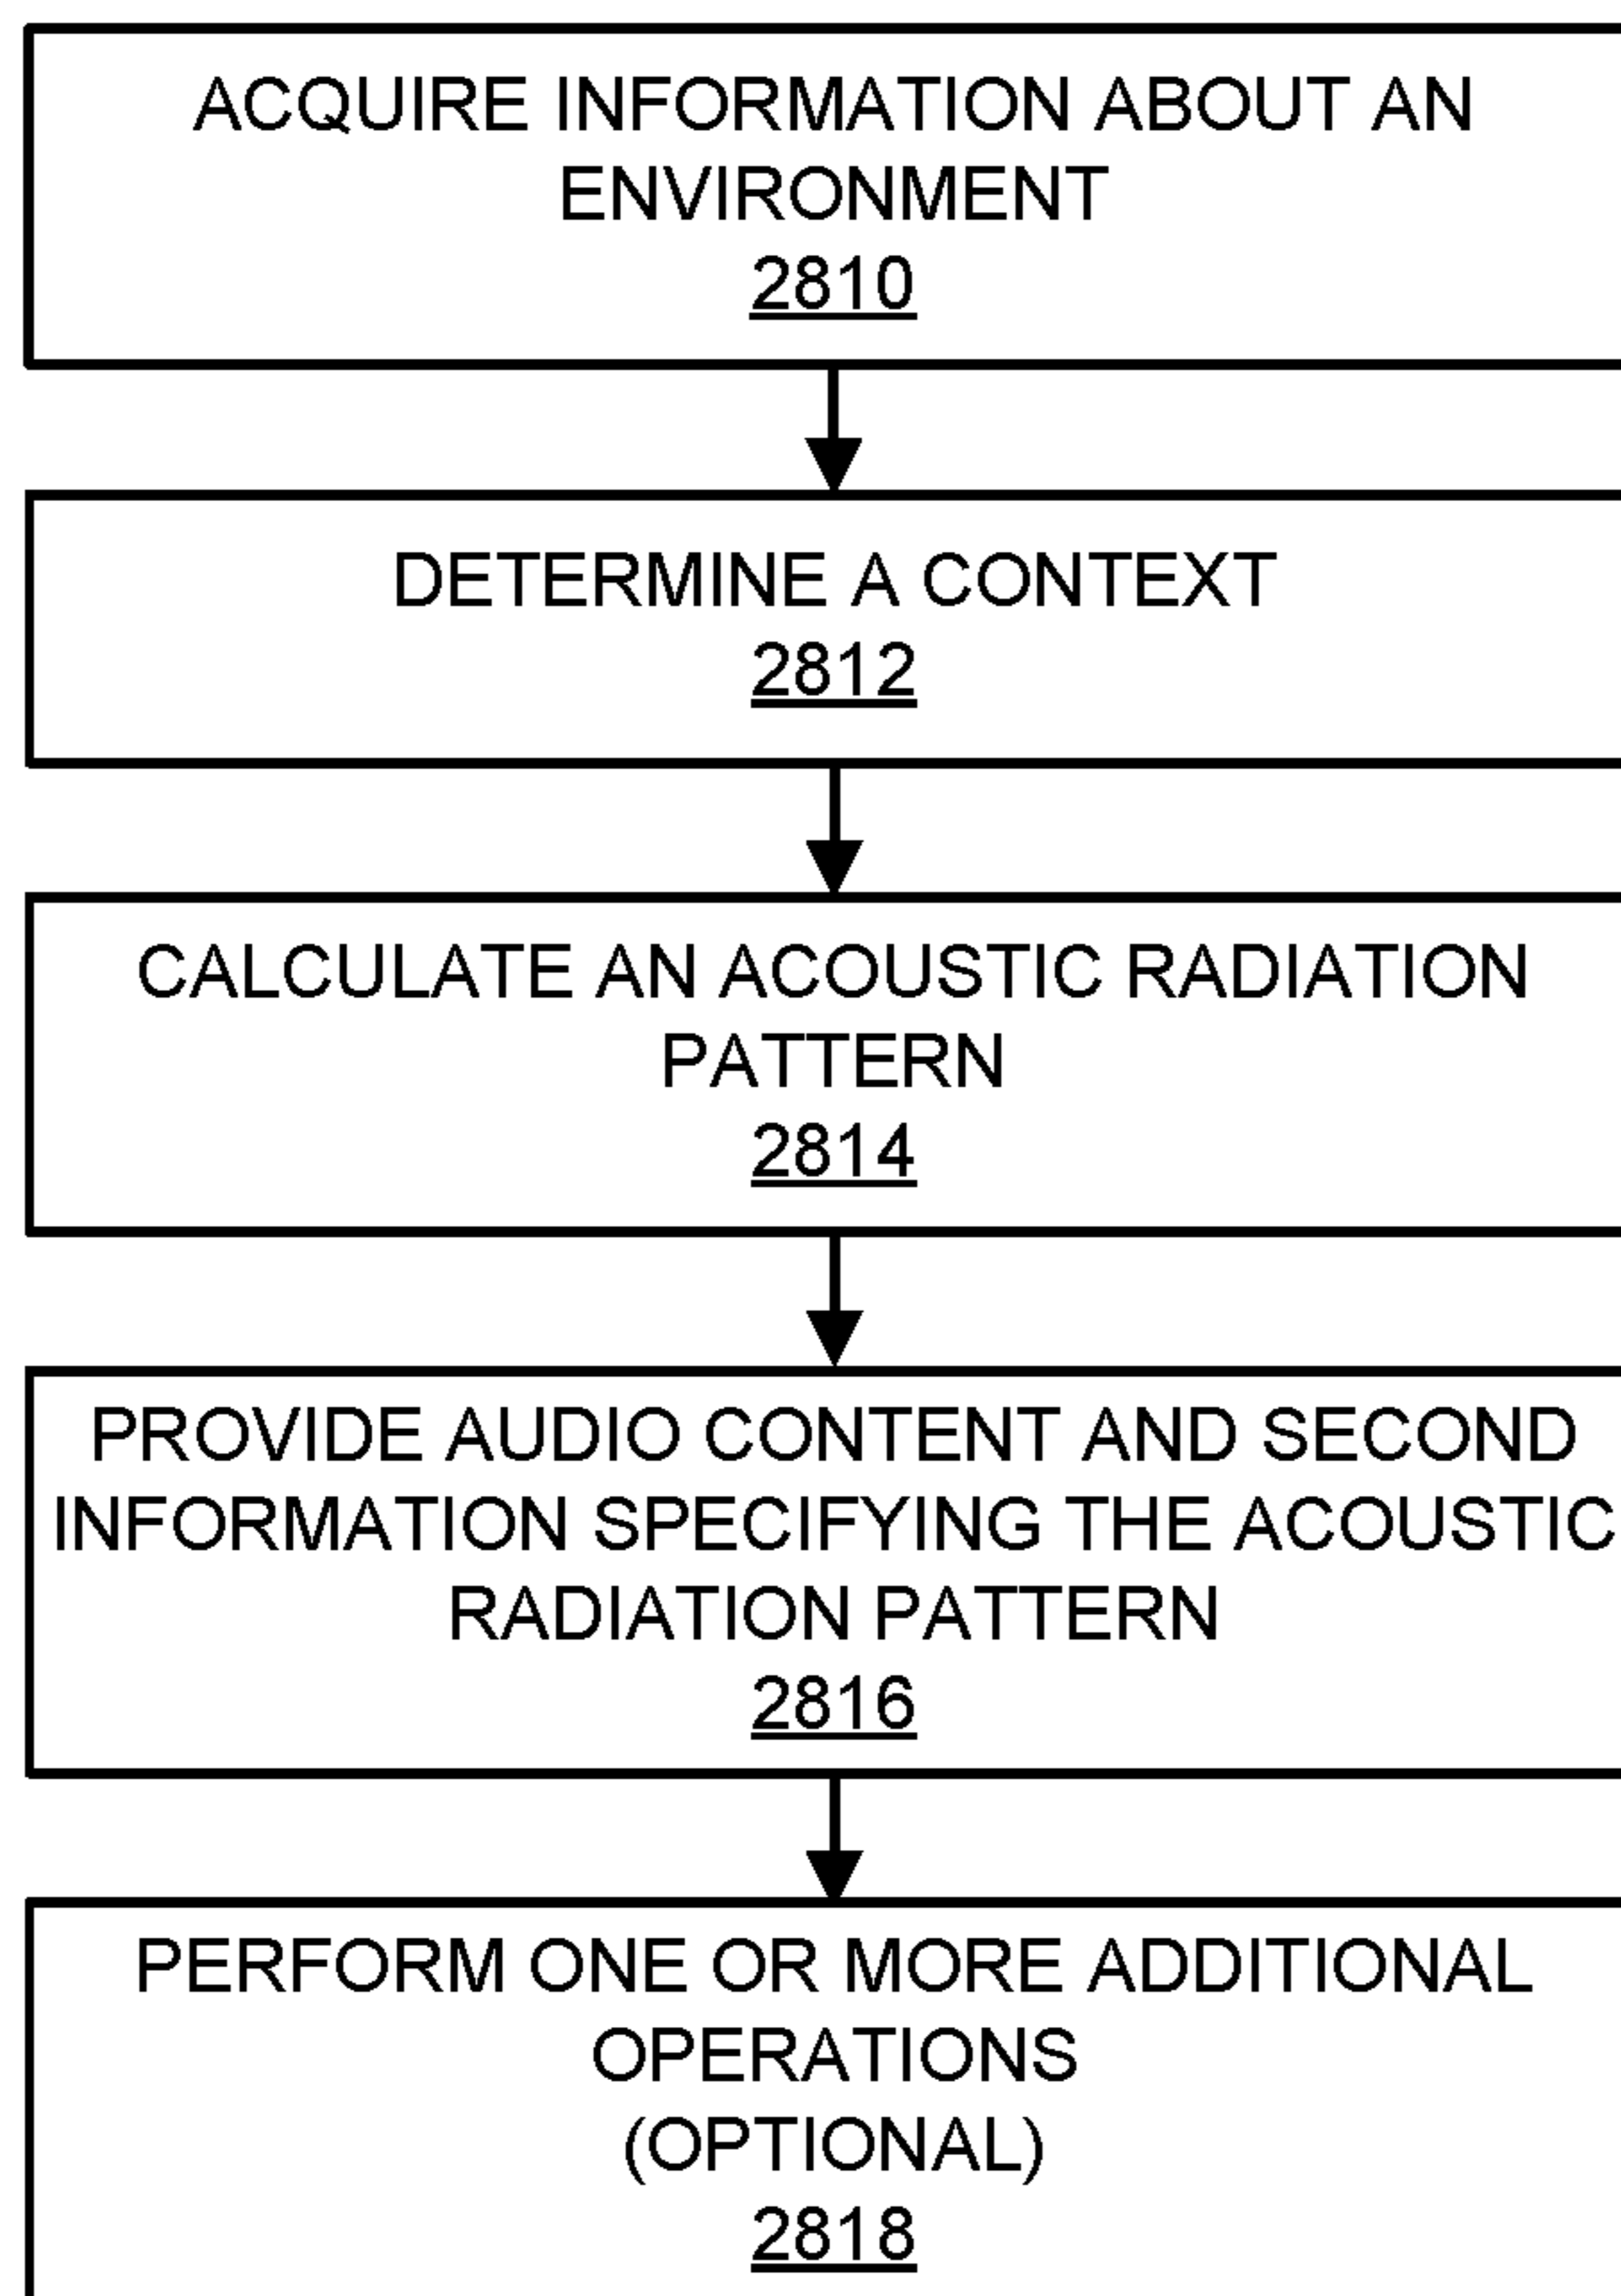 ACQUIRE INFORMATION ABOUT AN
ENVIRONMENT
2810
DETERMINE A CONTEXT
2812
CALCULATE AN ACOUSTIC RADIATION
PATTERN
2814
PROVIDE AUDIO CONTENT AND SECOND
INFORMATION SPECIFYING THE ACOUSTIC
RADIATION PATTERN
2816
PERFORM ONE OR MORE ADDITIONAL
OPERATIONS
(OPTIONAL)
2818